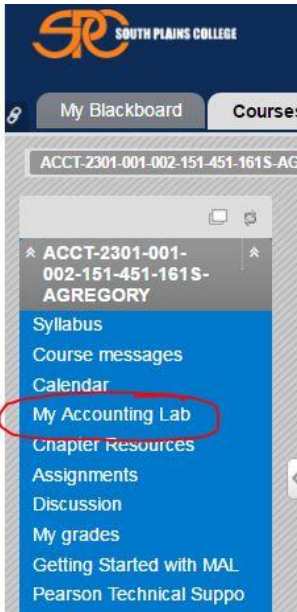 SPC SOUTH PLAINS COLLEGE
My Blackboard Courses
ACCT-2301-001-002-151-451-161S-AG
ACCT-2301-001-
002-151-451-161S-
AGREGORY
Syllabus
Course messages
Calendar
My Accounting Lab
Chapter Resources
Assignments
Discussion
My grades
Getting Started with MAL
Pearson Technical Suppo